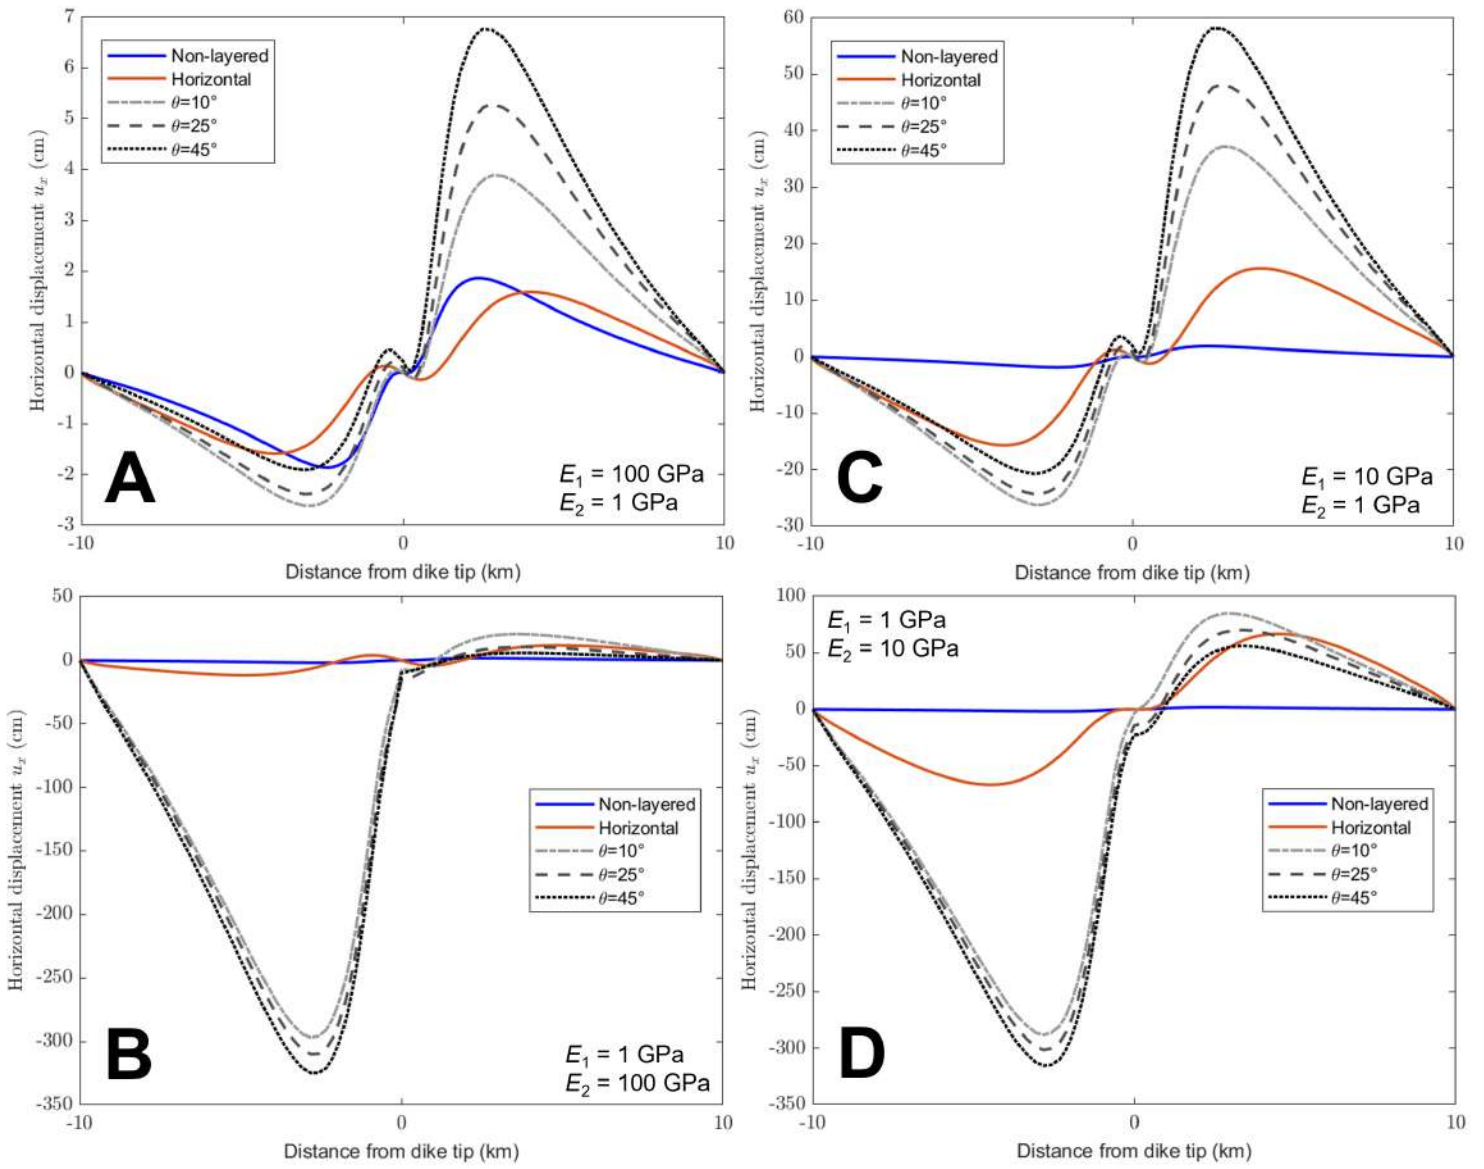 7
6
5
4
3
2
1
0
-1
-2
-3
Horizontal displacement uₓ (cm)
Non-layered
Horizontal
θ=10°
θ=25°
θ=45°
A
E₁ = 100 GPa
E₂ = 1 GPa
-10
0
10
Distance from dike tip (km)
60
50
40
30
20
10
0
-10
-20
-30
Horizontal displacement uₓ (cm)
Non-layered
Horizontal
θ=10°
θ=25°
θ=45°
C
E₁ = 10 GPa
E₂ = 1 GPa
-10
0
10
Distance from dike tip (km)
50
0
-50
-100
-150
-200
-250
-300
-350
Horizontal displacement uₓ (cm)
Non-layered
Horizontal
θ=10°
θ=25°
θ=45°
B
E₁ = 1 GPa
E₂ = 100 GPa
-10
0
10
Distance from dike tip (km)
100
50
0
-50
-100
-150
-200
-250
-300
-350
Horizontal displacement uₓ (cm)
E₁ = 1 GPa
E₂ = 10 GPa
Non-layered
Horizontal
θ=10°
θ=25°
θ=45°
D
-10
0
10
Distance from dike tip (km)